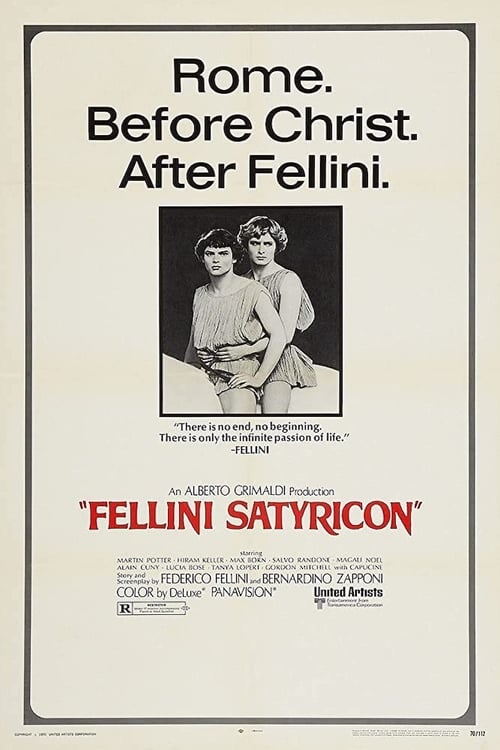 Rome.
Before Christ.
After Fellini.
"There is no end, no beginning.
There is only the infinite passion of life."
-FELLINI
An ALBERTO GRIMALDI Production
"FELLINI SATYRICON"
starring
MARTIN POTTER · HIRAM KELLER · MAX BORN · SALVO RANDONE · MAGALI NOEL
ALAIN CUNY · LUCIA BOSE · TANYA LOPERT · GORDON MITCHELL with CAPUCINE
Story and
Screenplay by FEDERICO FELLINI and BERNARDINO ZAPPONI
COLOR by DeLuxe® PANAVISION®
United Artists
Entertainment from
Transamerica Corporation
R RESTRICTED
70/112